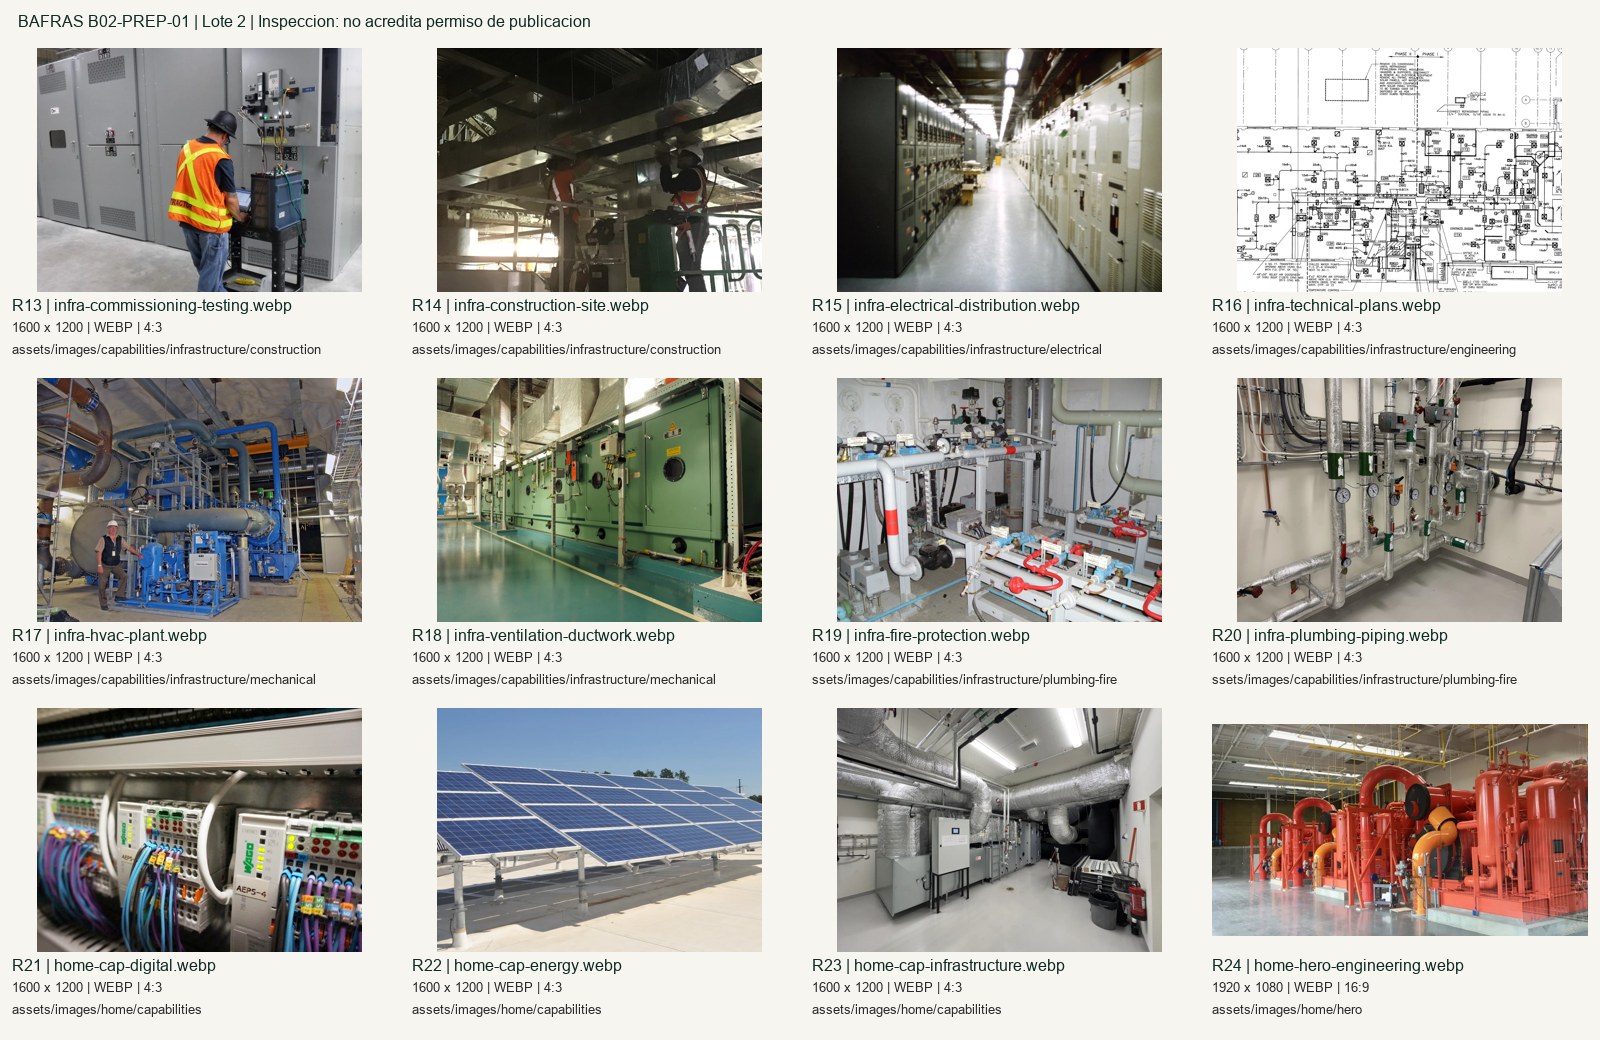 BAFRAS B02-PREP-01 | Lote 2 | Inspeccion: no acredita permiso de publicacion
PHASE 1
R13 | infra-commissioning-testing.webp
1600 x 1200 | WEBP | 4:3
assets/images/capabilities/infrastructure/construction
R14 | infra-construction-site.webp
1600 x 1200 | WEBP | 4:3
assets/images/capabilities/infrastructure/construction
R15 | infra-electrical-distribution.webp
1600 x 1200 | WEBP | 4:3
assets/images/capabilities/infrastructure/electrical
R16 | infra-technical-plans.webp
1600 x 1200 | WEBP | 4:3
assets/images/capabilities/infrastructure/engineering
R17 | infra-hvac-plant.webp
1600 x 1200 | WEBP | 4:3
assets/images/capabilities/infrastructure/mechanical
R18 | infra-ventilation-ductwork.webp
1600 x 1200 | WEBP | 4:3
assets/images/capabilities/infrastructure/mechanical
R19 | infra-fire-protection.webp
1600 x 1200 | WEBP | 4:3
ssets/images/capabilities/infrastructure/plumbing-fire
R20 | infra-plumbing-piping.webp
1600 x 1200 | WEBP | 4:3
ssets/images/capabilities/infrastructure/plumbing-fire
WAGO
AEPS-4
R21 | home-cap-digital.webp
1600 x 1200 | WEBP | 4:3
assets/images/home/capabilities
R22 | home-cap-energy.webp
1600 x 1200 | WEBP | 4:3
assets/images/home/capabilities
R23 | home-cap-infrastructure.webp
1600 x 1200 | WEBP | 4:3
assets/images/home/capabilities
R24 | home-hero-engineering.webp
1920 x 1080 | WEBP | 16:9
assets/images/home/hero